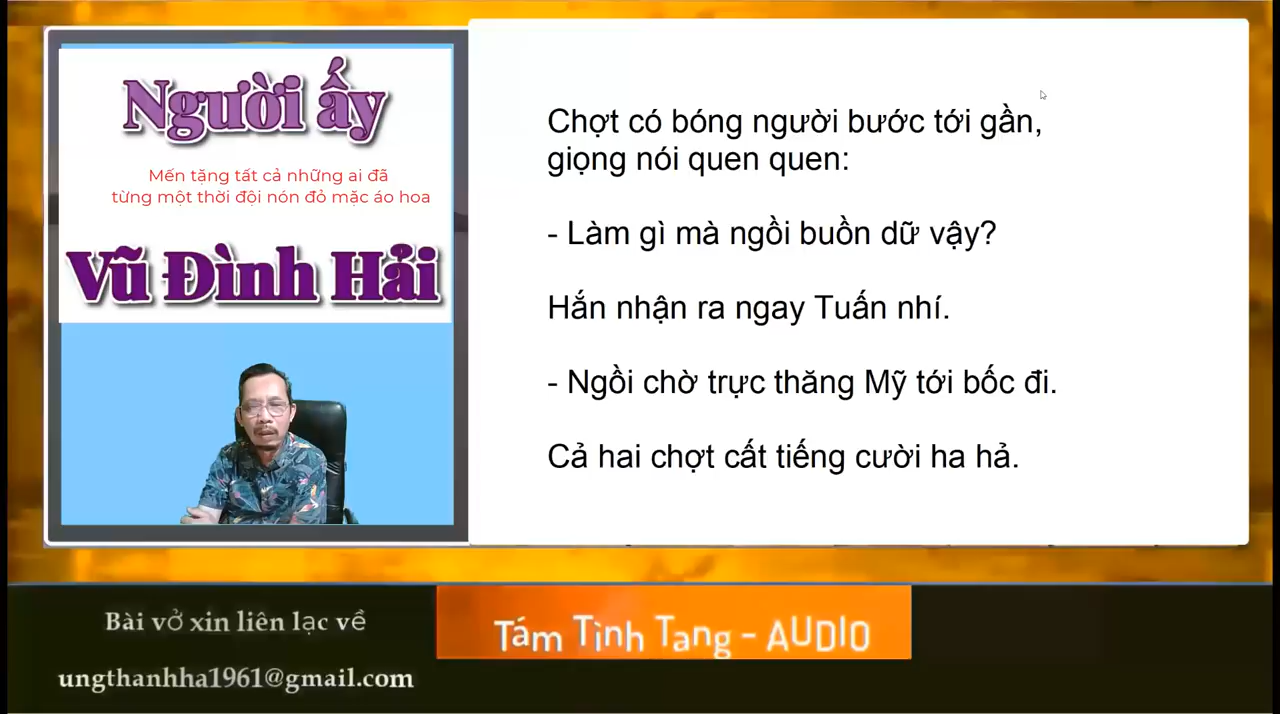 Người ấy
Mến tặng tất cả những ai đã
từng một thời đội nón đỏ mặc áo hoa
Vũ Đình Hải
Chợt có bóng người bước tới gần,
giọng nói quen quen:
- Làm gì mà ngồi buồn dữ vậy?
Hắn nhận ra ngay Tuấn nhí.
- Ngồi chờ trực thăng Mỹ tới bốc đi.
Cả hai chợt cất tiếng cười ha hả.
Bài vở xin liên lạc về
ungthanhha1961@gmail.com
Tám Tình Tang - AUDIO